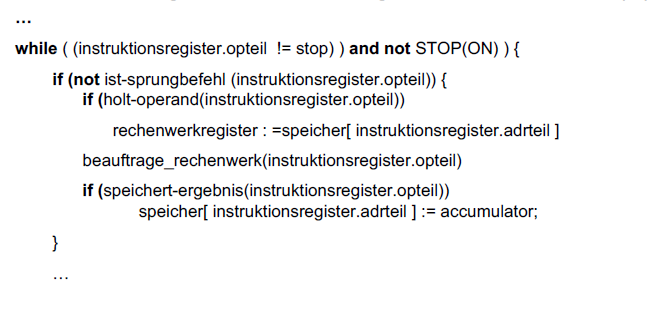 ...
while ( (instruktionsregister.opteil != stop) ) and not STOP(ON) ) {
if (not ist-sprungbefehl (instruktionsregister.opteil)) {
if (holt-operand(instruktionsregister.opteil))
rechenwerkregister : =speicher[ instruktionsregister.adrteil ]
beauftrage_rechenwerk(instruktionsregister.opteil)
if (speichert-ergebnis(instruktionsregister.opteil))
speicher[ instruktionsregister.adrteil ] := accumulator;
}
...